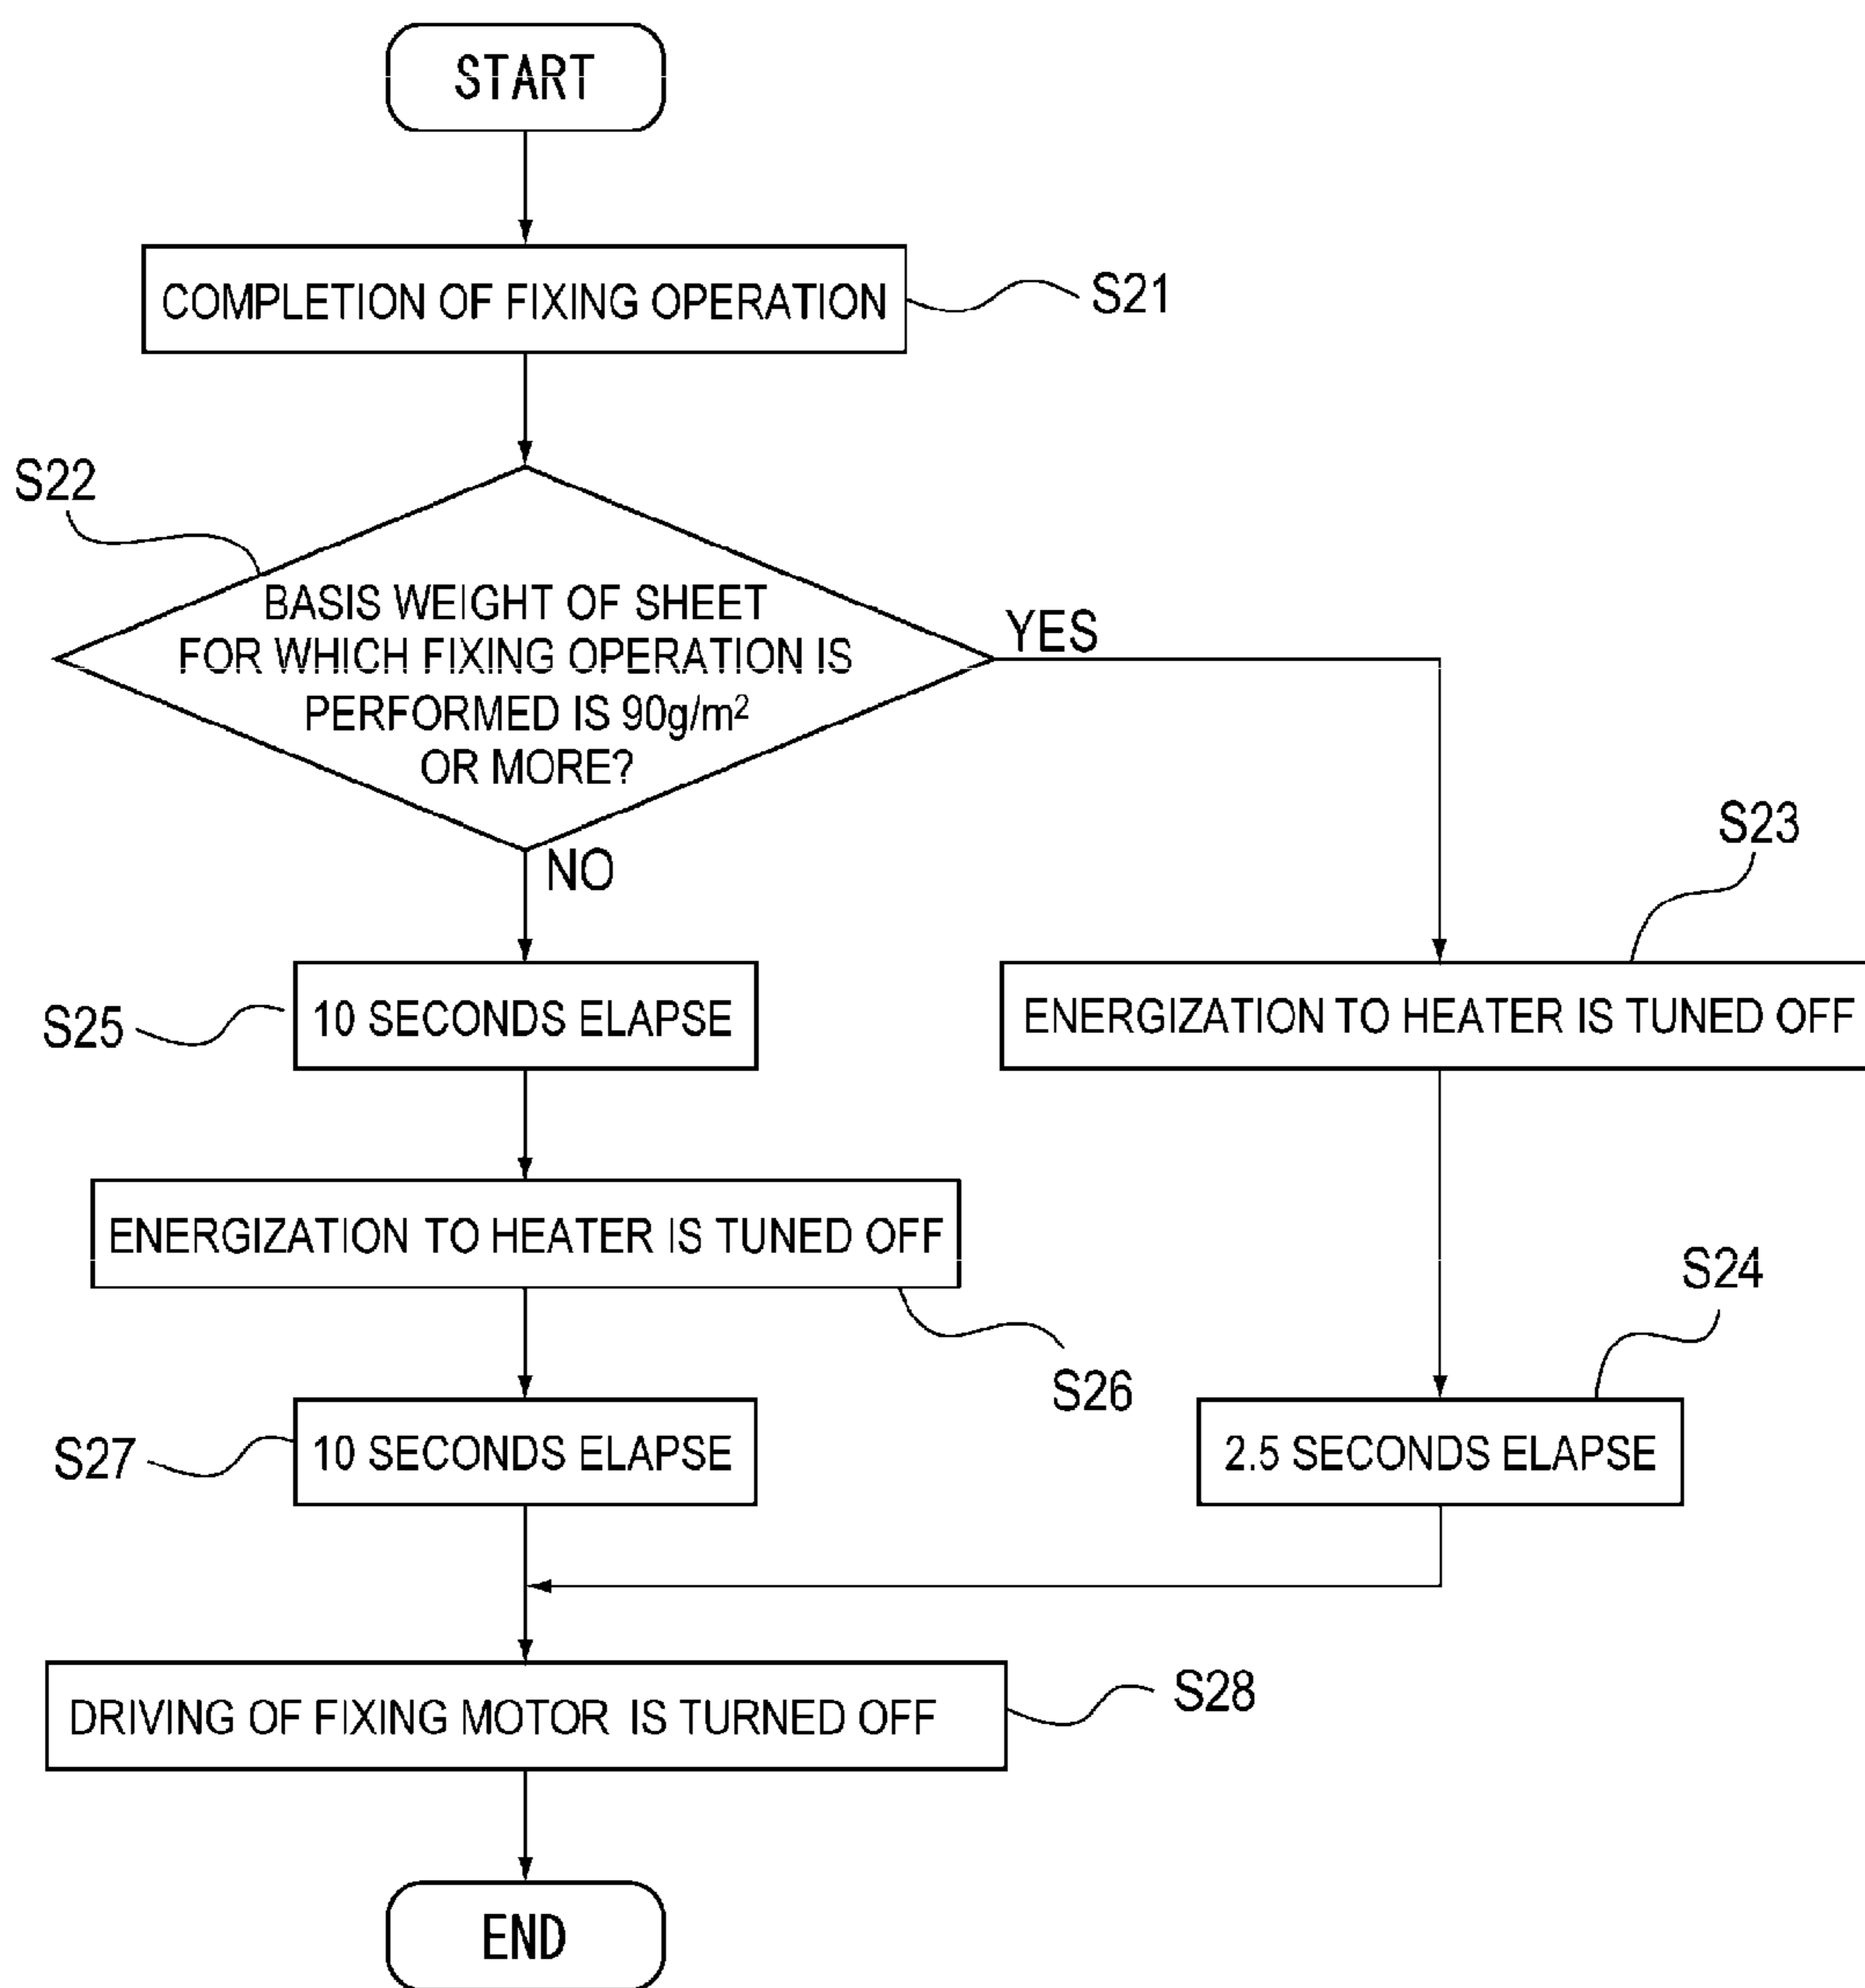 START
COMPLETION OF FIXING OPERATION
S21
S22
BASIS WEIGHT OF SHEET
FOR WHICH FIXING OPERATION IS
PERFORMED IS 90g/m²
OR MORE?
YES
NO
S23
S25
10 SECONDS ELAPSE
ENERGIZATION TO HEATER IS TUNED OFF
ENERGIZATION TO HEATER IS TUNED OFF
S26
S24
S27
10 SECONDS ELAPSE
2.5 SECONDS ELAPSE
DRIVING OF FIXING MOTOR IS TURNED OFF
S28
END